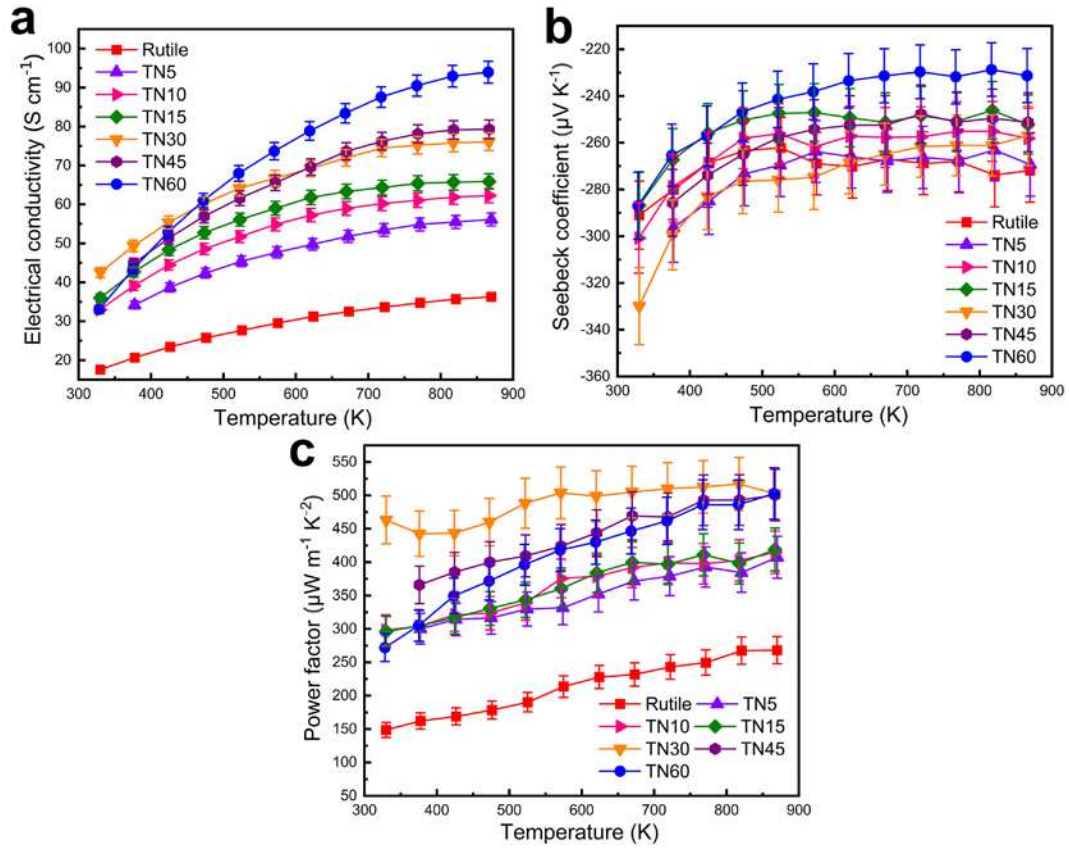 a
Electrical conductivity (S cm⁻¹)
100
90
80
70
60
50
40
30
20
Rutile
TN5
TN10
TN15
TN30
TN45
TN60
300 400 500 600 700 800 900
Temperature (K)
b
Seebeck coefficient (µV K⁻¹)
-220
-240
-260
-280
-300
-320
-340
-360
Rutile
TN5
TN10
TN15
TN30
TN45
TN60
300 400 500 600 700 800 900
Temperature (K)
c
Power factor (µW m⁻¹ K⁻²)
550
500
450
400
350
300
250
200
150
100
50
Rutile TN5
TN10 TN15
TN30 TN45
TN60
300 400 500 600 700 800 900
Temperature (K)